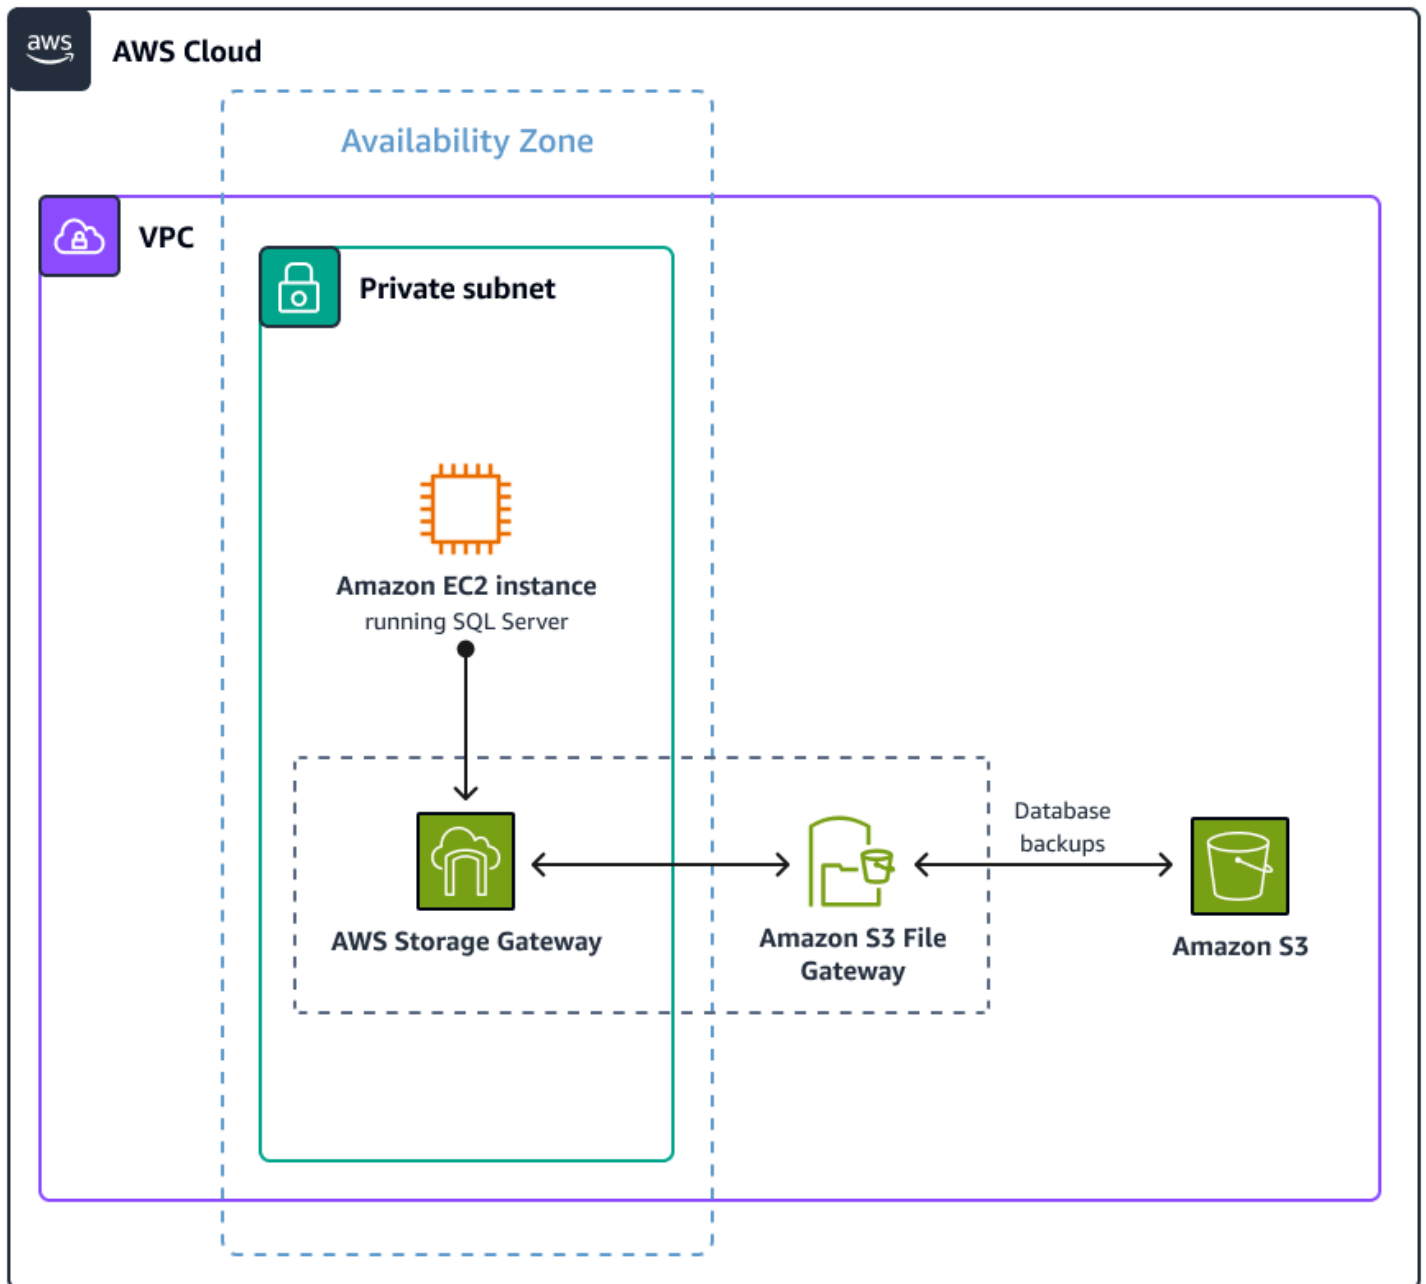 aws
AWS Cloud
Availability Zone
VPC
Private subnet
Amazon EC2 instance
running SQL Server
Database
backups
AWS Storage Gateway
Amazon S3 File
Gateway
Amazon S3